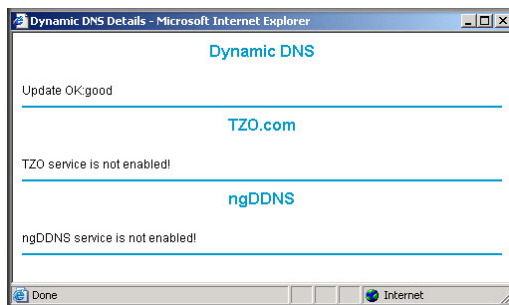 Dynamic DNS Details - Microsoft Internet Explorer
Dynamic DNS
Update OK:good
TZO.com
TZO service is not enabled!
ngDDNS
ngDDNS service is not enabled!
Done
Internet